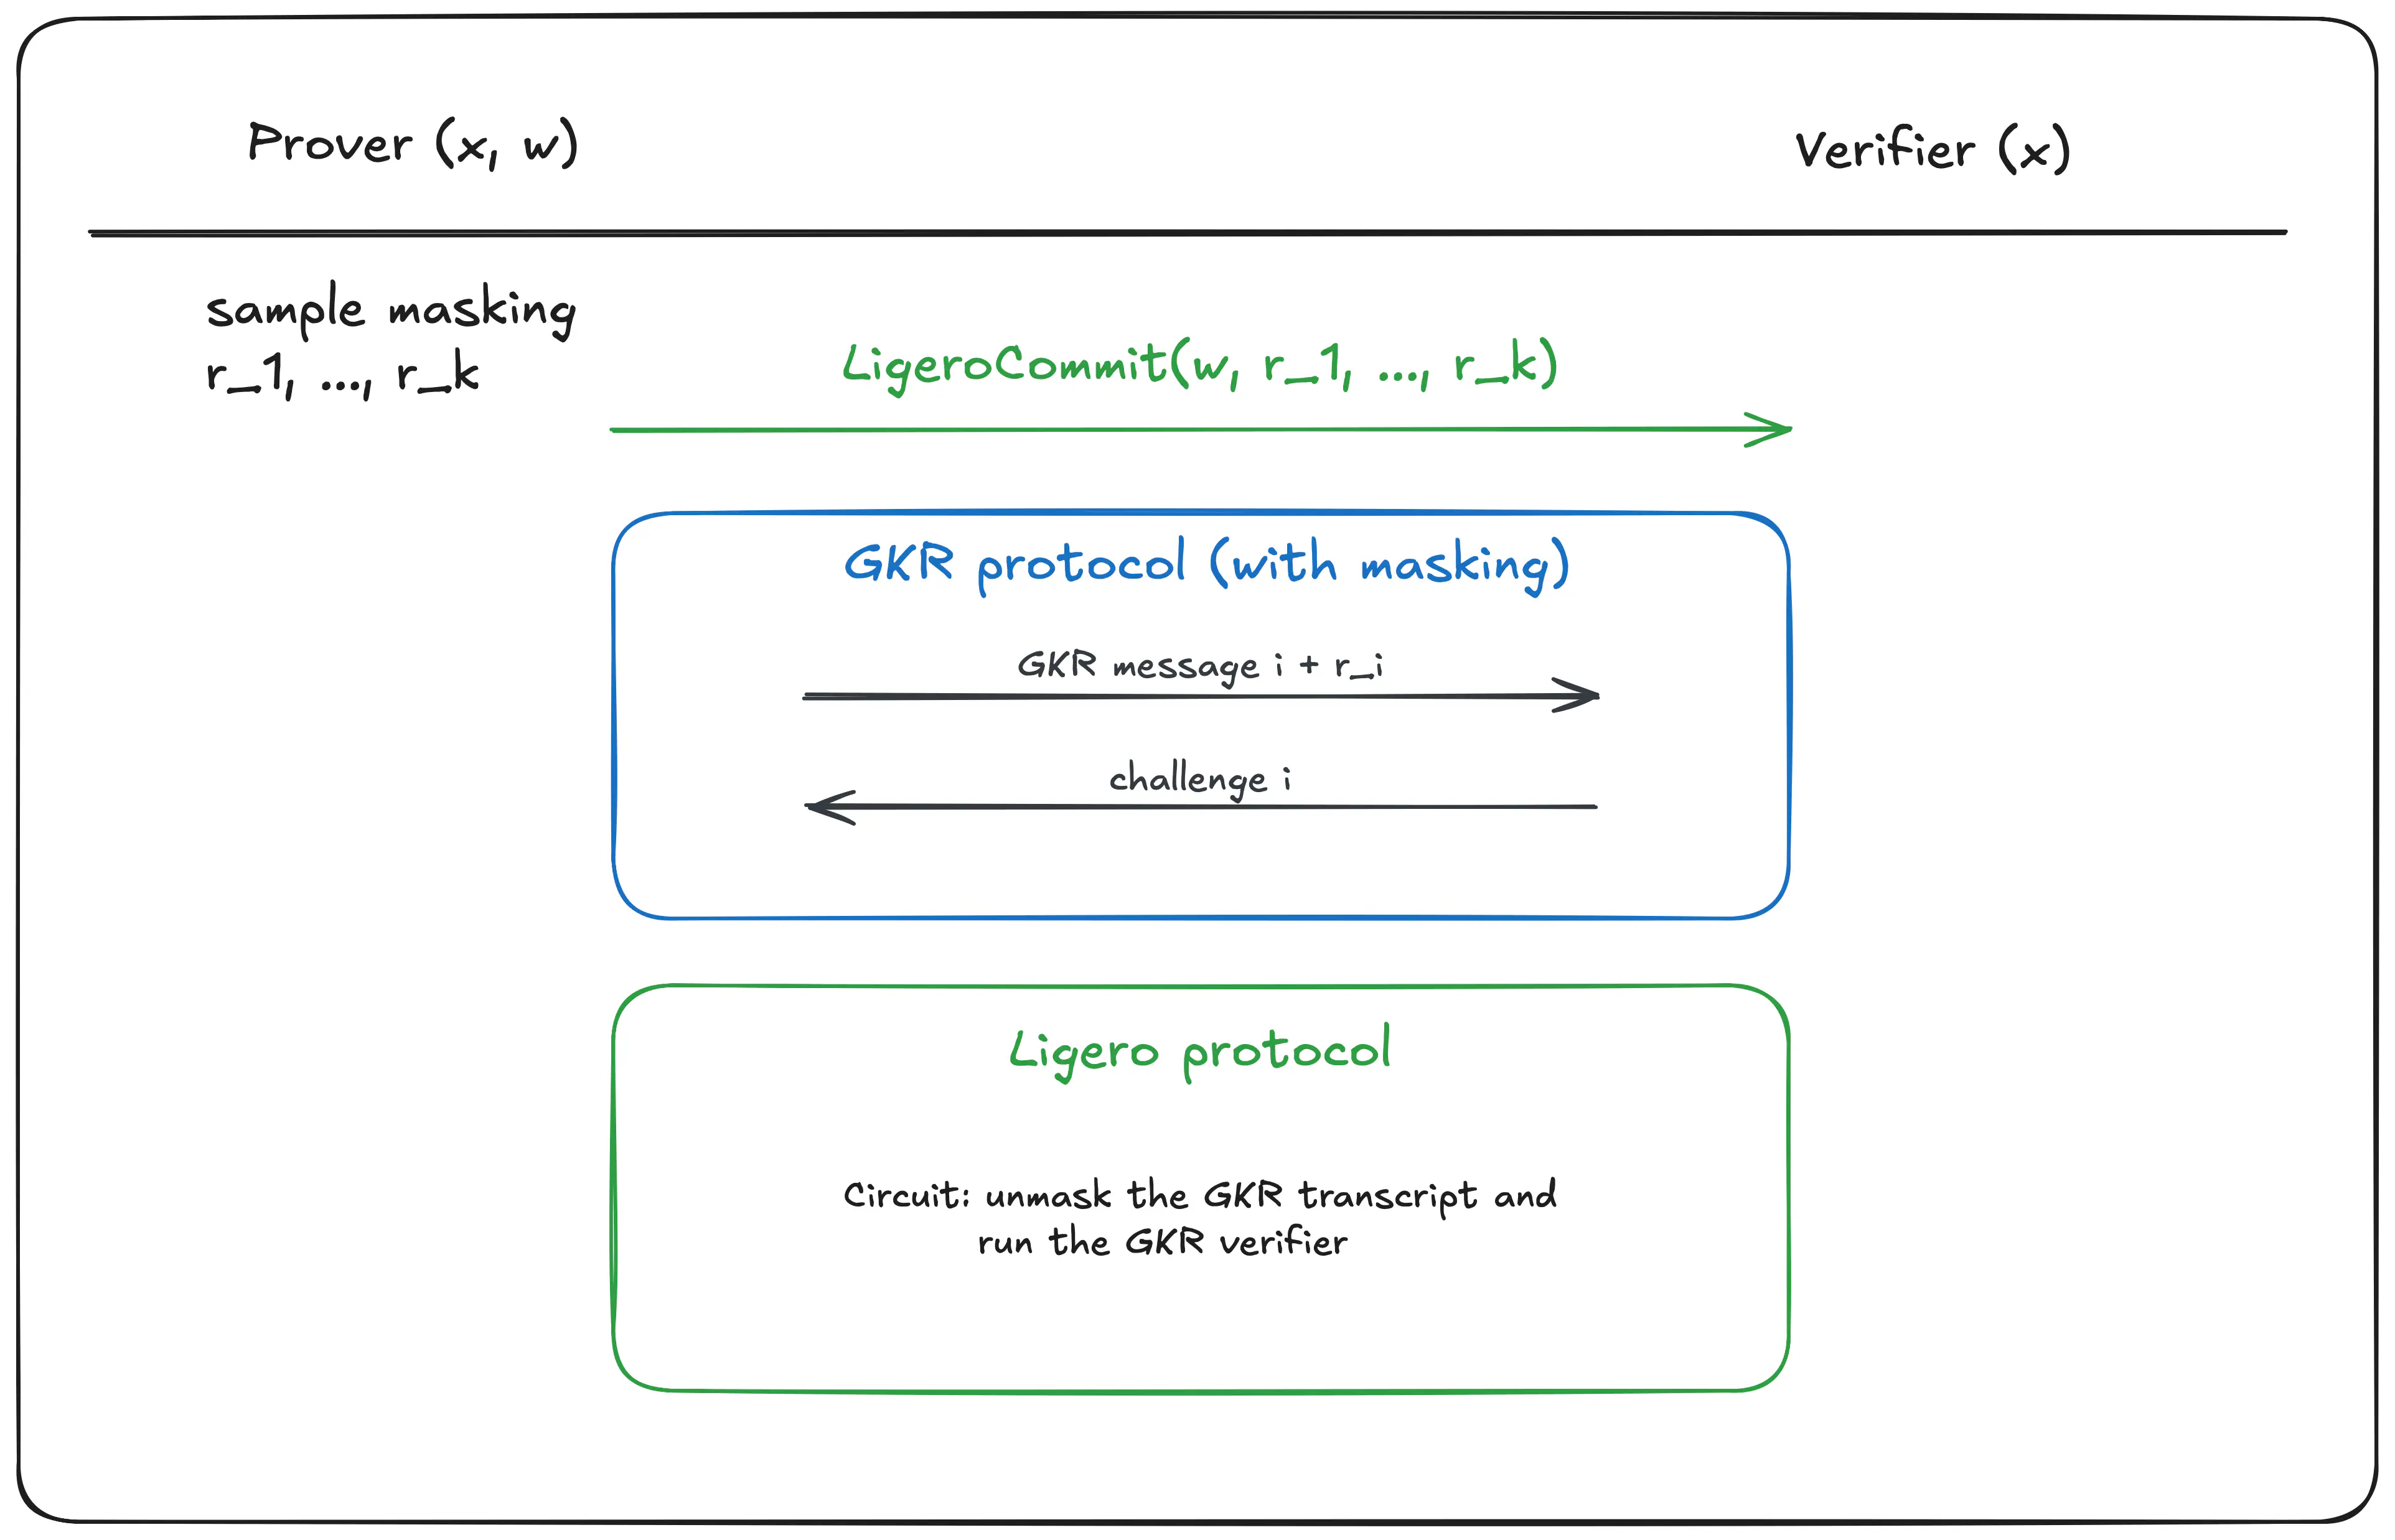 Prover (x, w)
Verifier (x)
sample masking
r_1, ..., r_k
LigeroCommit(w, r_1, ..., r_k)
GKR protocol (with masking)
GKR message i + r_i
challenge i
Ligero protocol
Circuit: unmask the GKR transcript and
run the GKR verifier